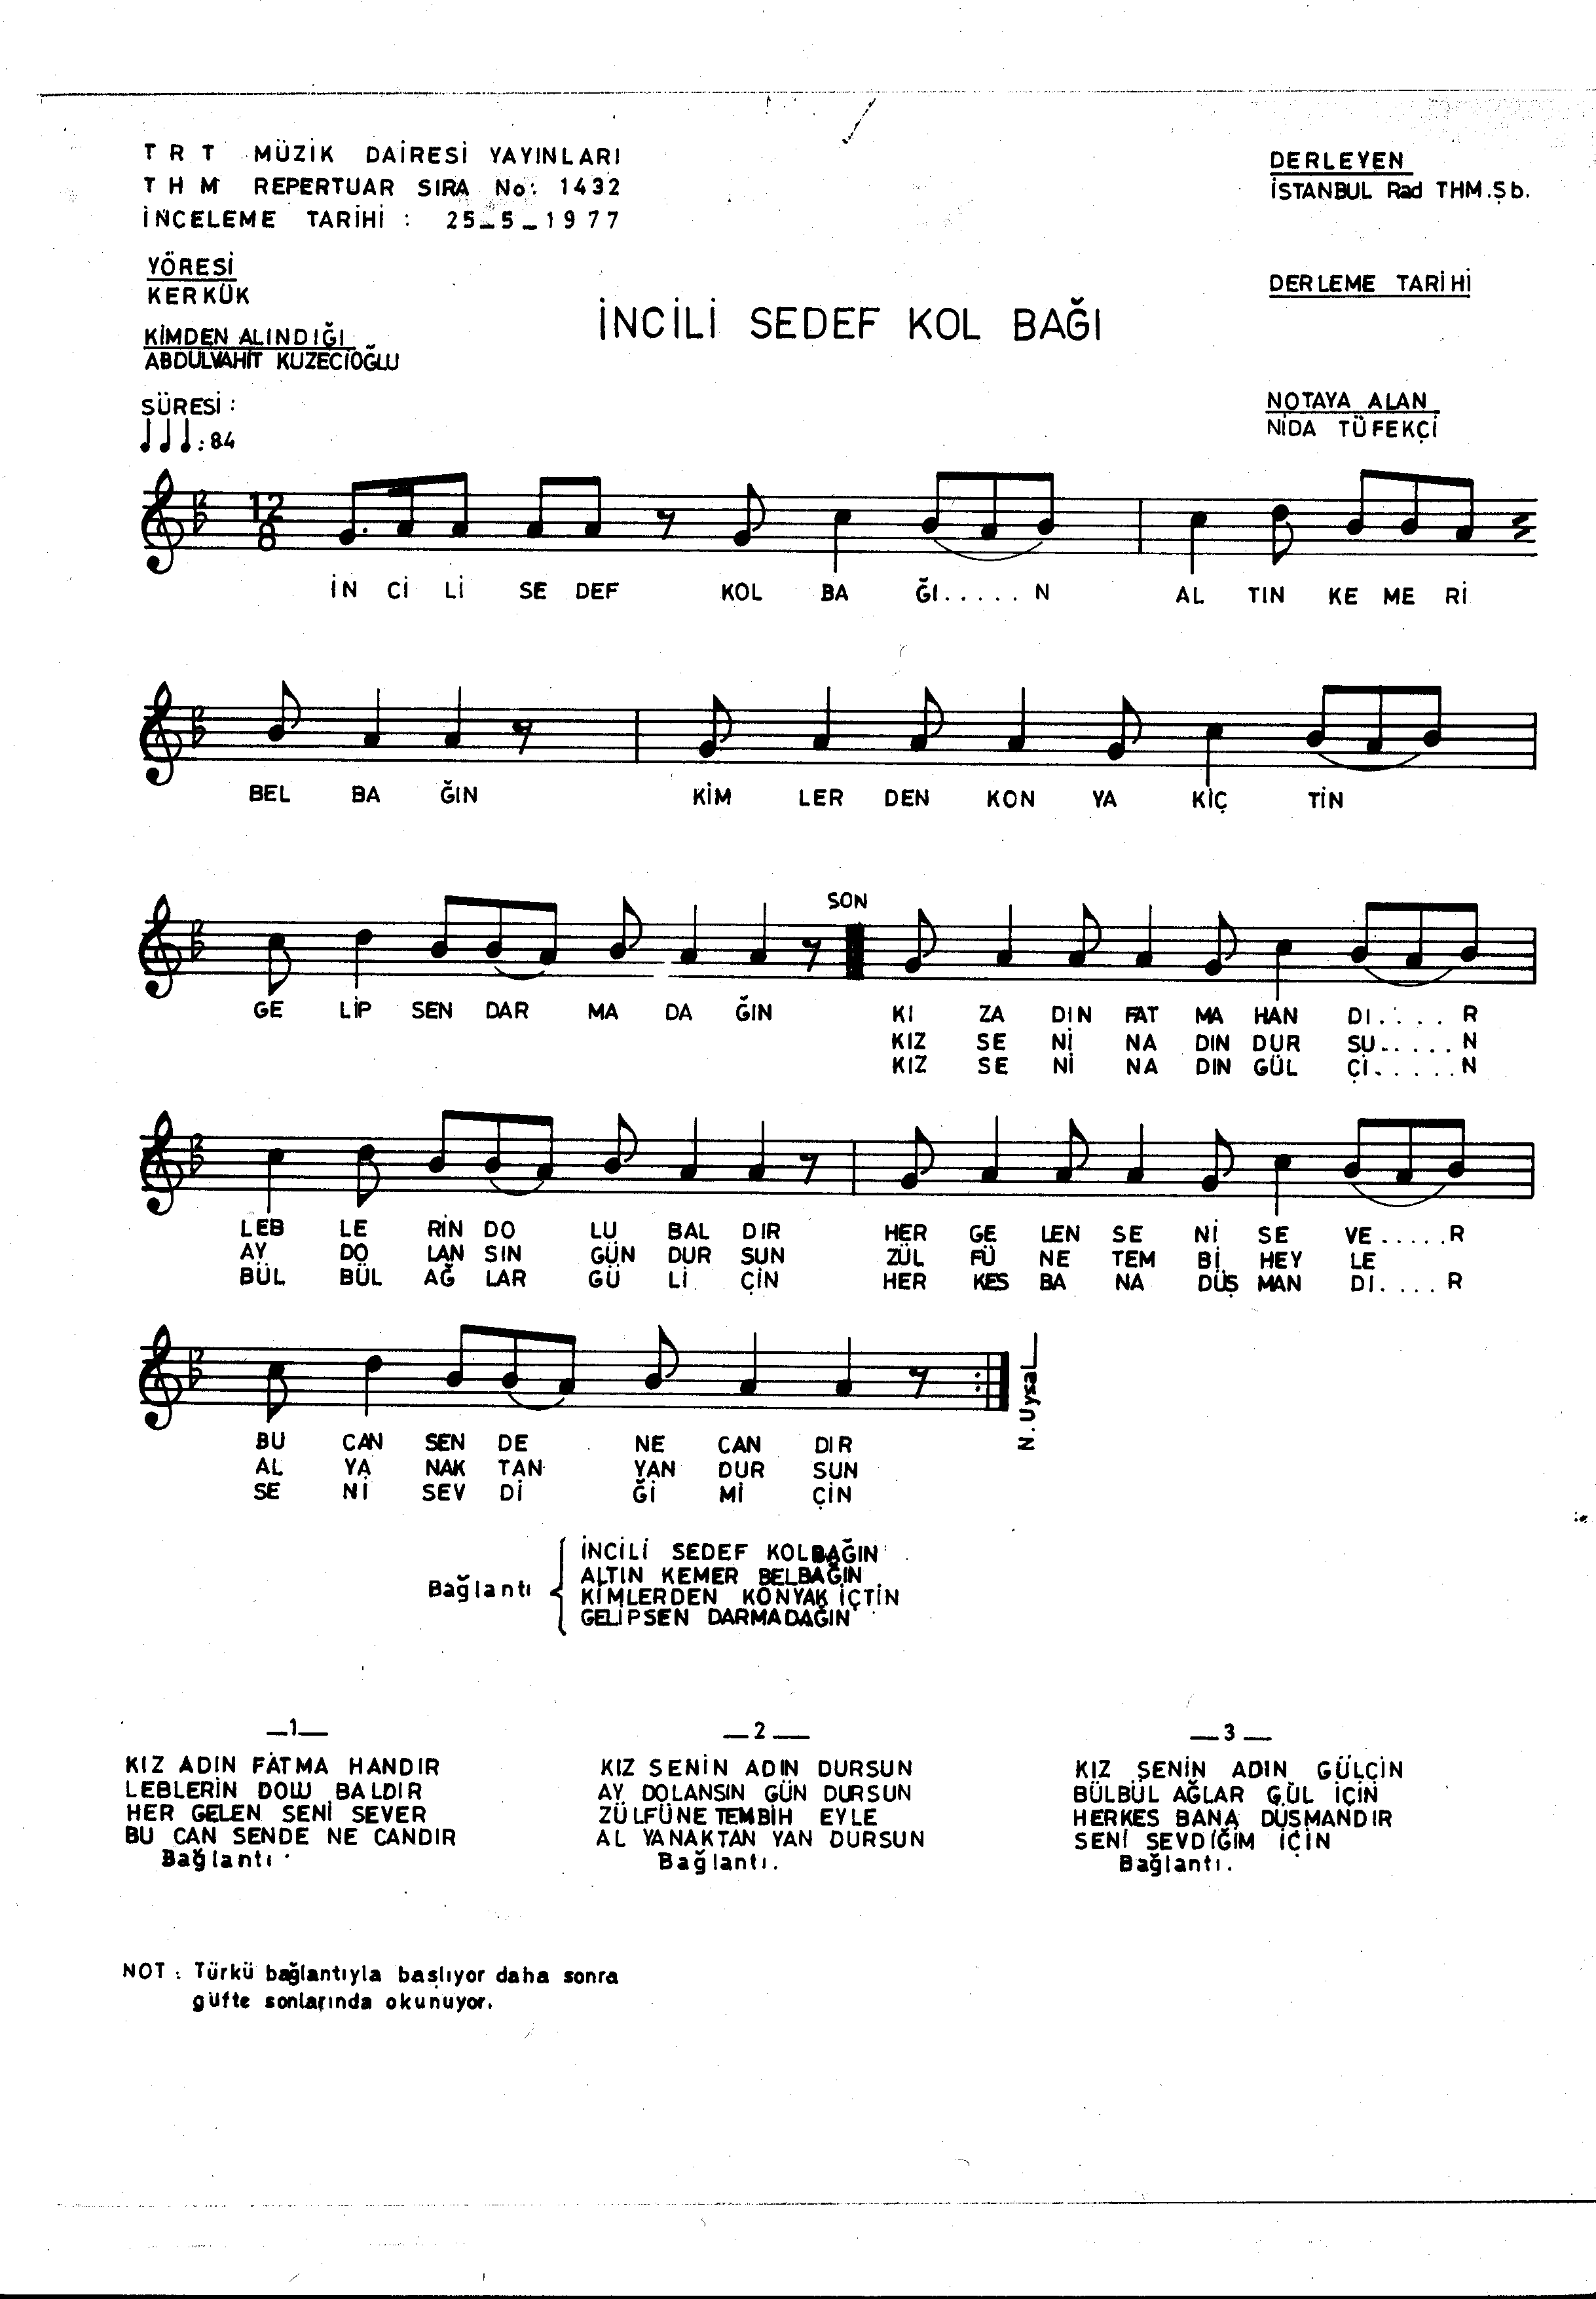 TRT MÜZİK DAİRESİ YAYINLARI
THM REPERTUAR SIRA No: 1432
İNCELEME TARİHİ : 25_5_1977
DERLEYEN
İSTANBUL Rad THM.Şb.
YÖRESİ
KERKÜK
DERLEME TARİHİ
İNCİLİ SEDEF KOL BAĞI
KİMDEN ALINDIĞI
ABDULVAHİT KUZECİOĞLU
SÜRESİ :
♩♩♩. : 84
NOTAYA ALAN
NİDA TÜFEKÇİ
12
8
İN Cİ Lİ SE DEF KOL BA ĞI.....N AL TIN KE ME Rİ
BEL BA ĞIN KİM LER DEN KON YA KİÇ TİN
SON
GE LİP SEN DAR MA DA ĞIN KI ZA DIN FAT MA HAN DI.....R
KIZ SE Nİ NA DIN DUR SU.....N
KIZ SE Nİ NA DIN GÜL Çİ.....N
LEB LE RİN DO LU BAL DIR HER GE LEN SE Nİ SE VE.....R
AY DO LAN SIN GÜN DUR SUN ZÜL FÜ NE TEM Bİ HEY LE
BÜL BÜL AĞ LAR GÜ Lİ ÇİN HER KES BA NA DÜŞ MAN DI....R
BU CAN SEN DE NE CAN DIR
AL YA NAK TAN YAN DUR SUN
SE Nİ SEV Dİ Ğİ Mİ ÇİN
N.Uysal
Bağlantı
İNCİLİ SEDEF KOLBAĞIN
ALTIN KEMER BELBAĞIN
KİMLERDEN KONYAK İÇTİN
GELİPSEN DARMADAĞIN
_1_
KIZ ADIN FATMA HANDIR
LEBLERİN DOLU BALDIR
HER GELEN SENİ SEVER
BU CAN SENDE NE CANDIR
Bağlantı
_2_
KIZ SENİN ADIN DURSUN
AY DOLANSIN GÜN DURSUN
ZÜLFÜNE TEMBİH EYLE
AL YANAKTAN YAN DURSUN
Bağlantı.
_3_
KIZ SENİN ADIN GÜLÇİN
BÜLBÜL AĞLAR GÜL İÇİN
HERKES BANA DÜŞMANDIR
SENİ SEVDİĞİM İÇİN
Bağlantı.
NOT : Türkü bağlantıyla başlıyor daha sonra
güfte sonlarında okunuyor.